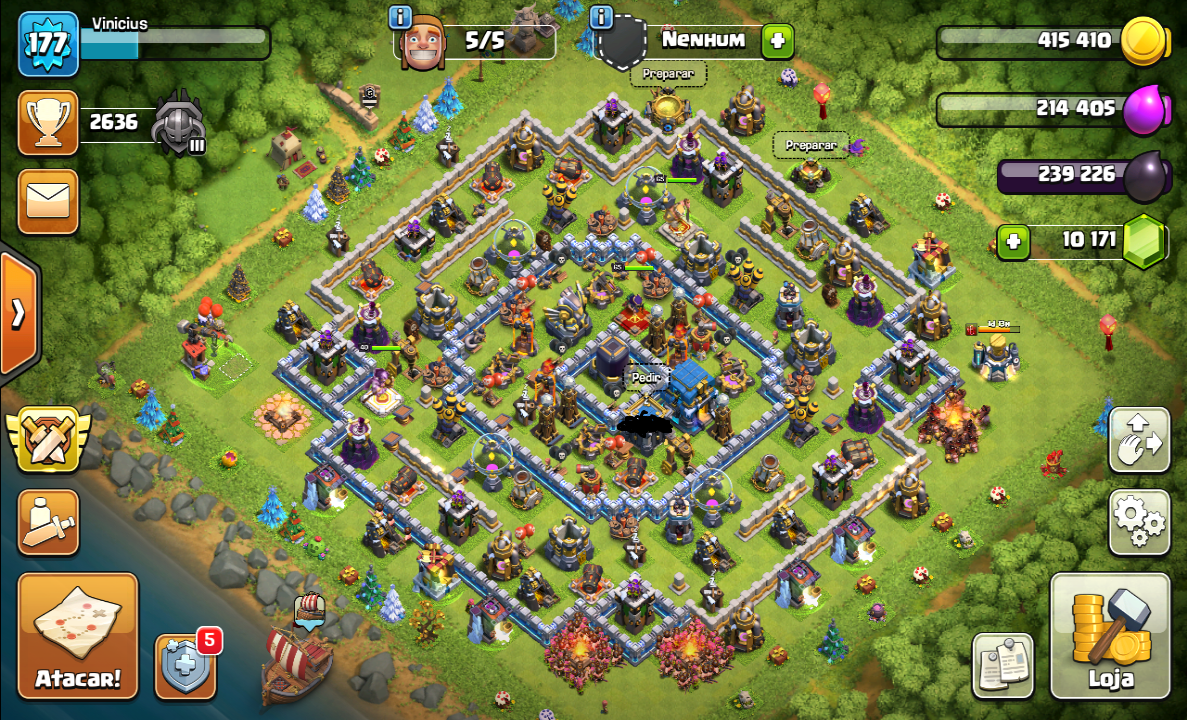 177
Vinicius
5/5
Nenhum
415 410
Preparar
2636
III
214 405
Preparar
239 226
10 171
Pedir
5
Atacar!
Loja